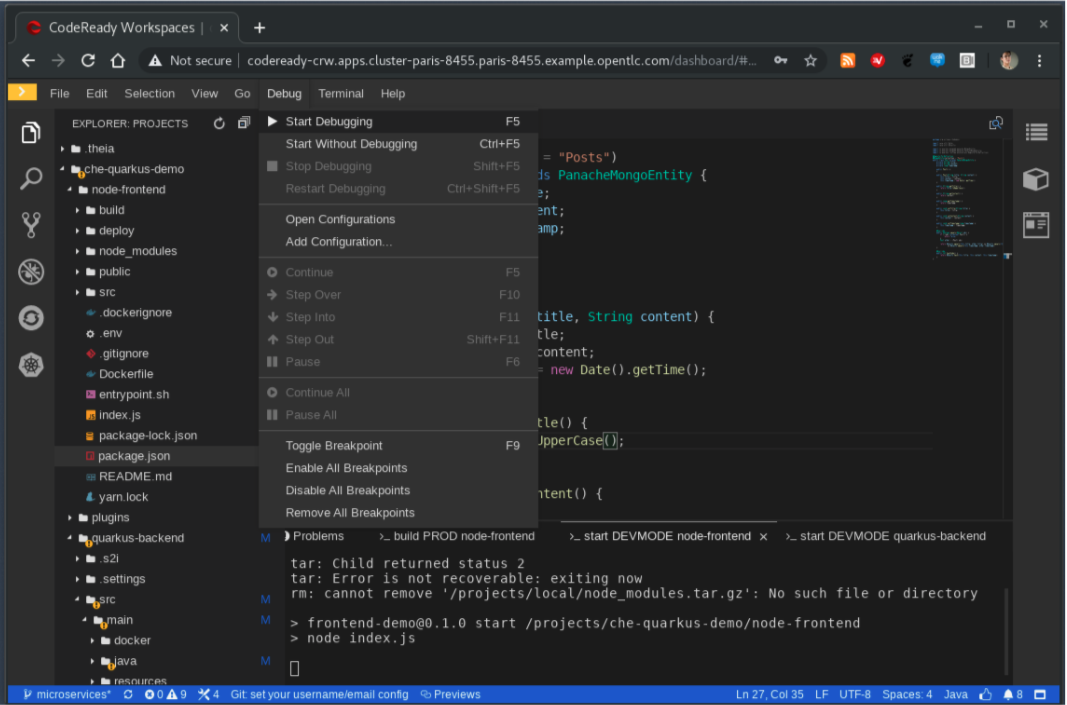 CodeReady Workspaces |
Not secure | codeready-crw.apps.cluster-paris-8455.paris-8455.example.opentlc.com/dashboard/#...
File Edit Selection View Go Debug Terminal Help
EXPLORER: PROJECTS
.theia
che-quarkus-demo
node-frontend
build
deploy
node_modules
public
src
.dockerignore
.env
.gitignore
Dockerfile
entrypoint.sh
index.js
package-lock.json
package.json
README.md
yarn.lock
plugins
quarkus-backend M
.s2i
.settings
src M
main M
docker
java M
resources
Start Debugging F5
Start Without Debugging Ctrl+F5
Stop Debugging Shift+F5
Restart Debugging Ctrl+Shift+F5
Open Configurations
Add Configuration...
Continue F5
Step Over F10
Step Into F11
Step Out Shift+F11
Pause F6
Continue All
Pause All
Toggle Breakpoint F9
Enable All Breakpoints
Disable All Breakpoints
Remove All Breakpoints
= "Posts")
ds PanacheMongoEntity {
e;
ent;
amp;
title, String content) {
tle;
content;
= new Date().getTime();
tle() {
UpperCase();
ntent() {
Problems >_ build PROD node-frontend >_ start DEVMODE node-frontend × >_ start DEVMODE quarkus-backend
tar: Child returned status 2
tar: Error is not recoverable: exiting now
rm: cannot remove '/projects/local/node_modules.tar.gz': No such file or directory
> frontend-demo@0.1.0 start /projects/che-quarkus-demo/node-frontend
> node index.js
microservices* 0 9 4 Git: set your username/email config Previews Ln 27, Col 35 LF UTF-8 Spaces: 4 Java 8